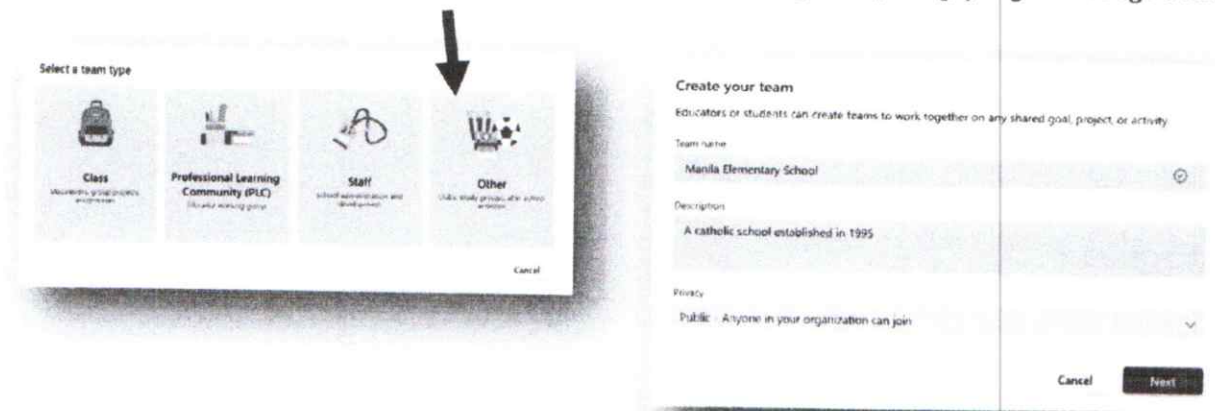 Select a team type
Class
Professional Learning
Community (PLC)
Staff
Other
Cancel
Create your team
Educators or students can create teams to work together on any shared goal, project, or activity.
Team name
Manila Elementary School
Description
A catholic school established in 1995
Privacy
Public - Anyone in your organization can join
Cancel
Next